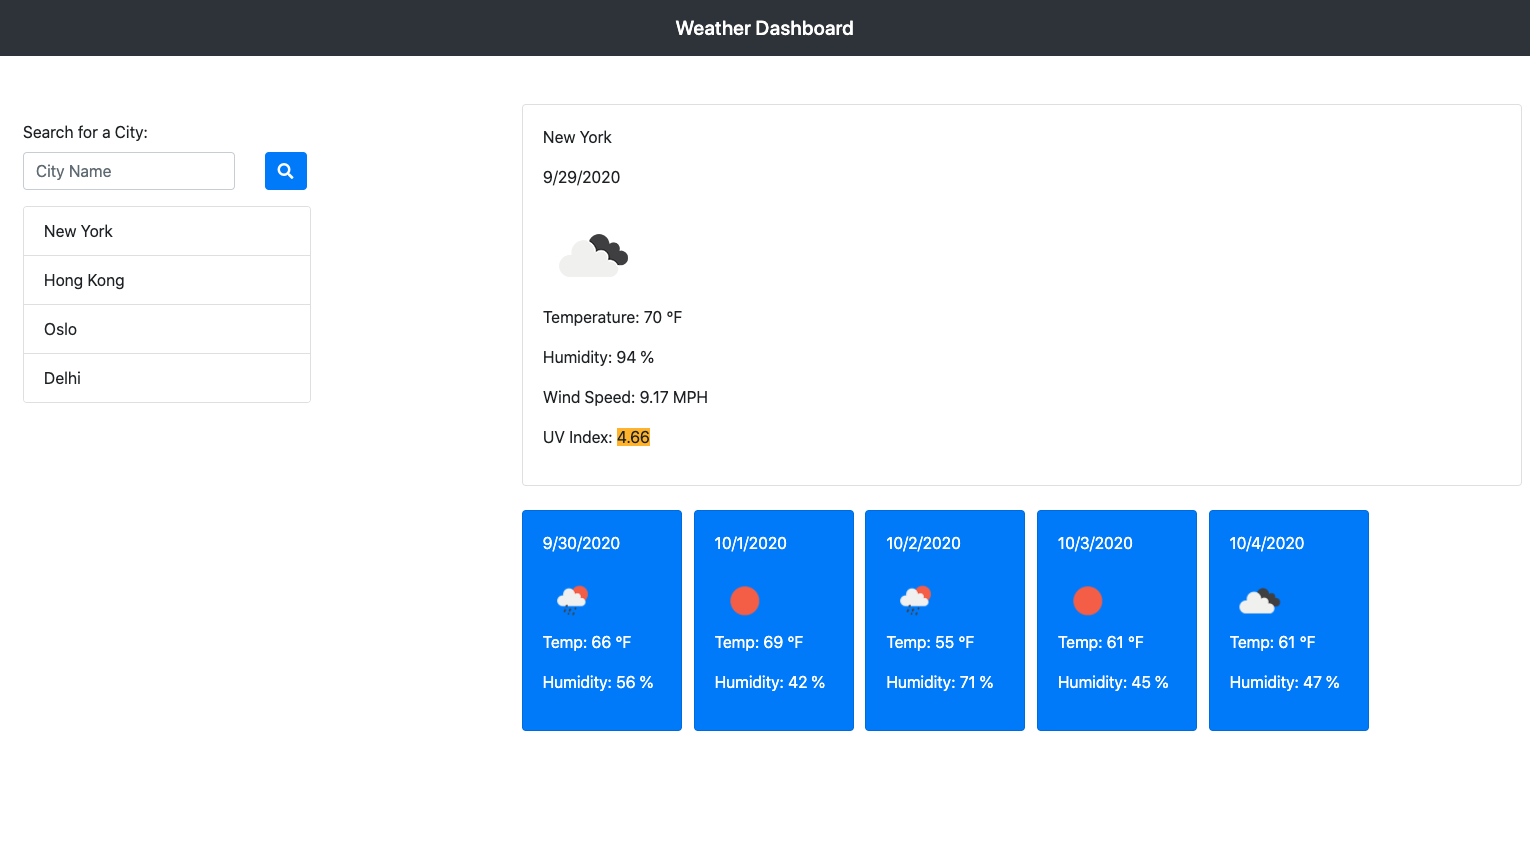 Weather Dashboard
Search for a City:
City Name
New York
Hong Kong
Oslo
Delhi
New York
9/29/2020
Temperature: 70 °F
Humidity: 94 %
Wind Speed: 9.17 MPH
UV Index: 4.66
9/30/2020
Temp: 66 °F
Humidity: 56 %
10/1/2020
Temp: 69 °F
Humidity: 42 %
10/2/2020
Temp: 55 °F
Humidity: 71 %
10/3/2020
Temp: 61 °F
Humidity: 45 %
10/4/2020
Temp: 61 °F
Humidity: 47 %